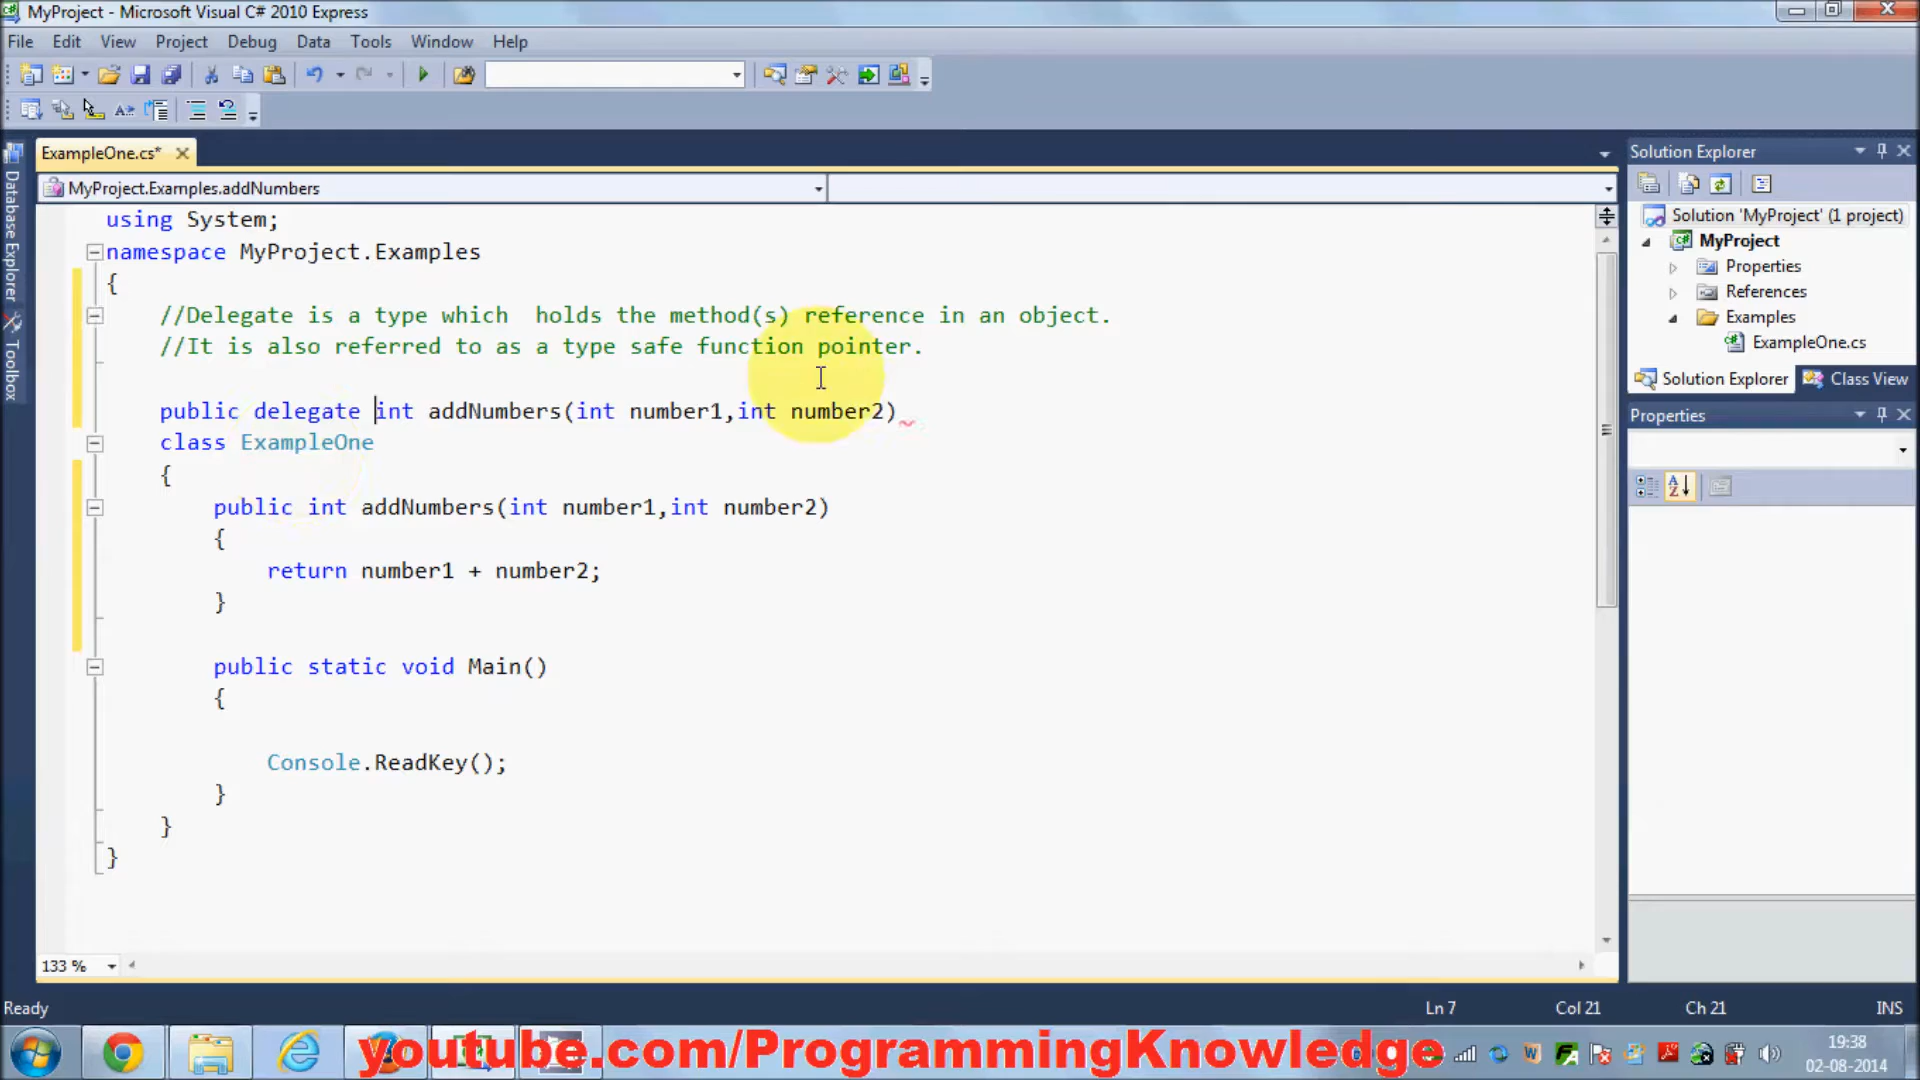 MyProject - Microsoft Visual C# 2010 Express
File Edit View Project Debug Data Tools Window Help
ExampleOne.cs*
MyProject.Examples.addNumbers
Database Explorer
Toolbox
using System;
namespace MyProject.Examples
{
//Delegate is a type which  holds the method(s) reference in an object.
//It is also referred to as a type safe function pointer.
public delegate int addNumbers(int number1,int number2)
class ExampleOne
{
public int addNumbers(int number1,int number2)
{
return number1 + number2;
}
public static void Main()
{
Console.ReadKey();
}
}
}
133 %
Solution Explorer
Solution 'MyProject' (1 project)
MyProject
Properties
References
Examples
ExampleOne.cs
Solution Explorer Class View
Properties
Ready Ln 7 Col 21 Ch 21 INS
youtube.com/ProgrammingKnowledge
19:38
02-08-2014